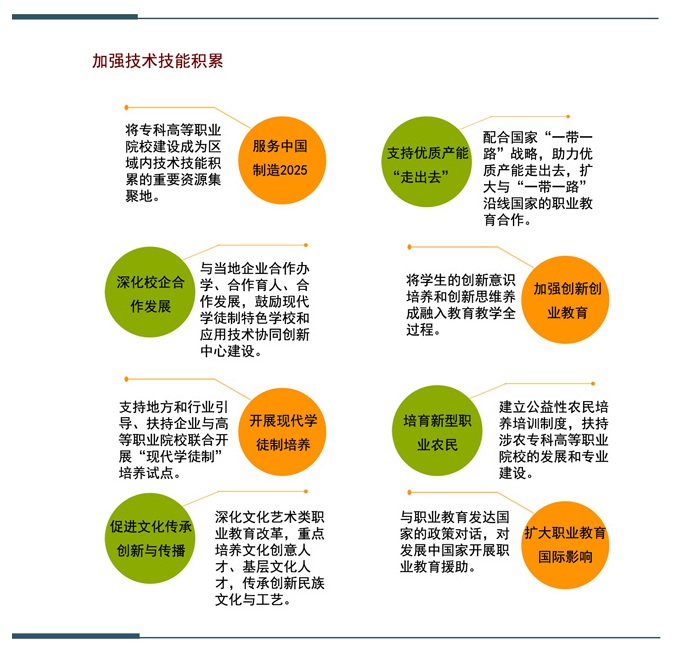 加强技术技能积累
将专科高等职业
院校建设成为区
域内技术技能积
累的重要资源集
聚地。
服务中国
制造2025
支持优质产能
“走出去”
配合国家“一带一
路”战略，助力优
质产能走出去，扩
大与“一带一路”
沿线国家的职业教
育合作。
深化校企合
作发展
与当地企业合作办
学、合作育人、合
作发展，鼓励现代
学徒制特色学校和
应用技术协同创新
中心建设。
将学生的创新意识
培养和创新思维养
成融入教育教学全
过程。
加强创新创
业教育
支持地方和行业引
导、扶持企业与高
等职业院校联合开
展“现代学徒制”
培养试点。
开展现代学
徒制培养
培育新型职
业农民
建立公益性农民培
养培训制度，扶持
涉农专科高等职业
院校的发展和专业
建设。
促进文化传承
创新与传播
深化文化艺术类职
业教育改革，重点
培养文化创意人
才、基层文化人
才，传承创新民族
文化与工艺。
与职业教育发达国
家的政策对话，对
发展中国家开展职
业教育援助。
扩大职业教育
国际影响